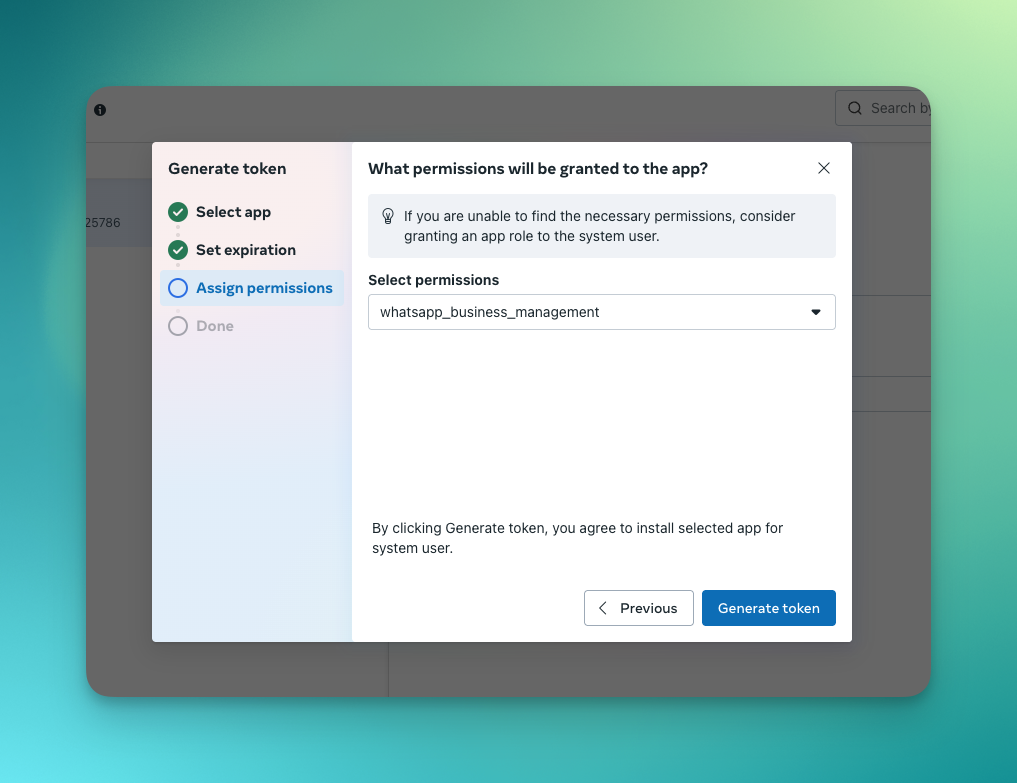 Search by
25786
Generate token
Select app
Set expiration
Assign permissions
Done
What permissions will be granted to the app?
If you are unable to find the necessary permissions, consider
granting an app role to the system user.
Select permissions
whatsapp_business_management
By clicking Generate token, you agree to install selected app for
system user.
Previous
Generate token